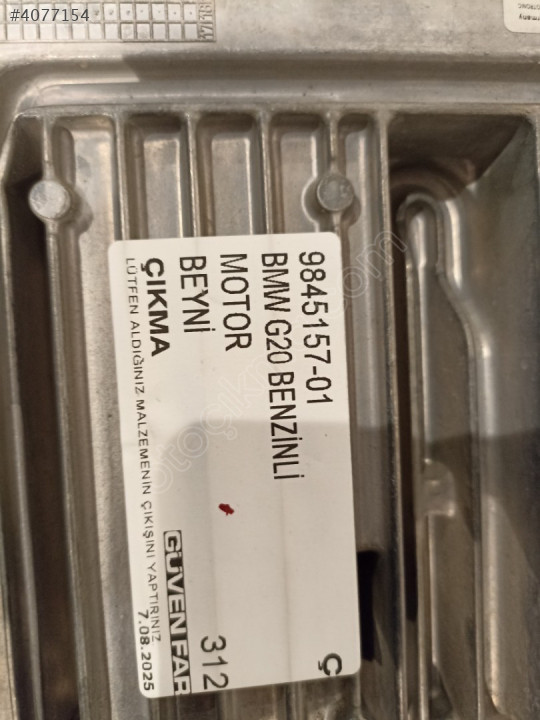 #4077154
9845157-01
BMW G20 BENZİNLİ
MOTOR
BEYNİ
312
Ç
ÇIKMA
GÜVEN FAR
LÜTFEN ALDIĞINIZ MALZEMENİN ÇIKIŞINI YAPTIRINIZ
7.08.2025